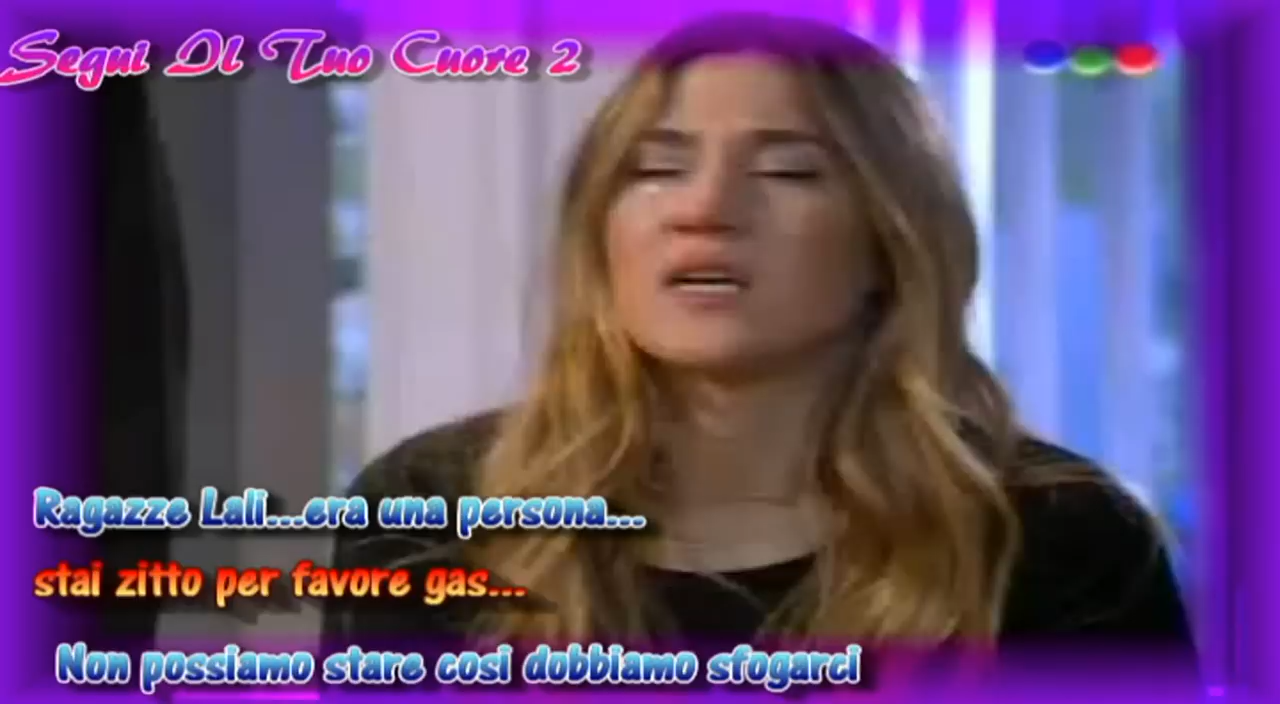 Segui Il Tuo Cuore 2
Ragazze Lali...era una persona...
stai zitto per favore gas...
Non possiamo stare cosi dobbiamo sfogarci